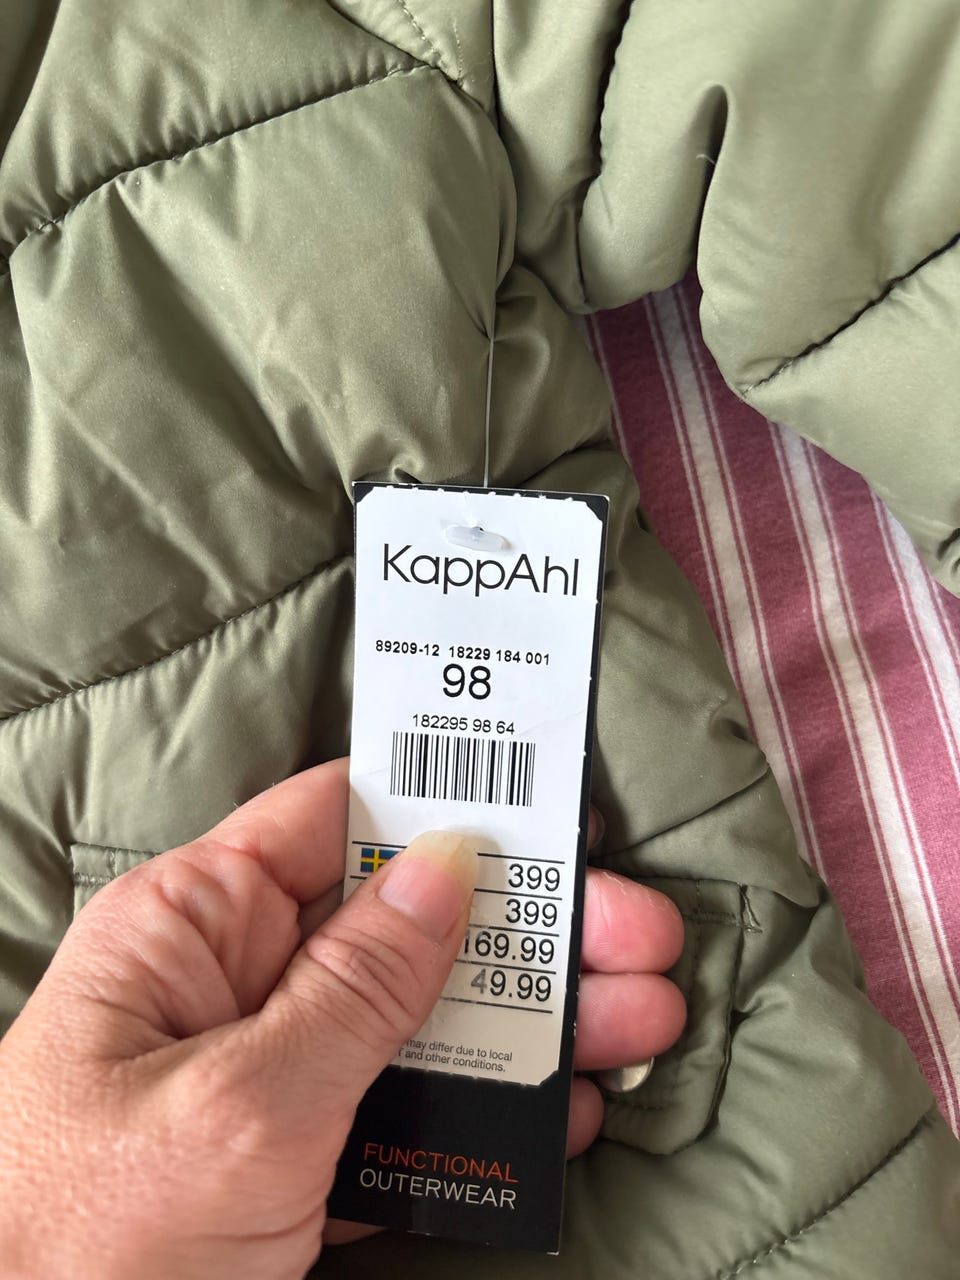 KappAhl
89209-12 18229 184 001
98
182295 98 64
399
399
169.99
49.99
may differ due to local
and other conditions.
FUNCTIONAL
OUTERWEAR